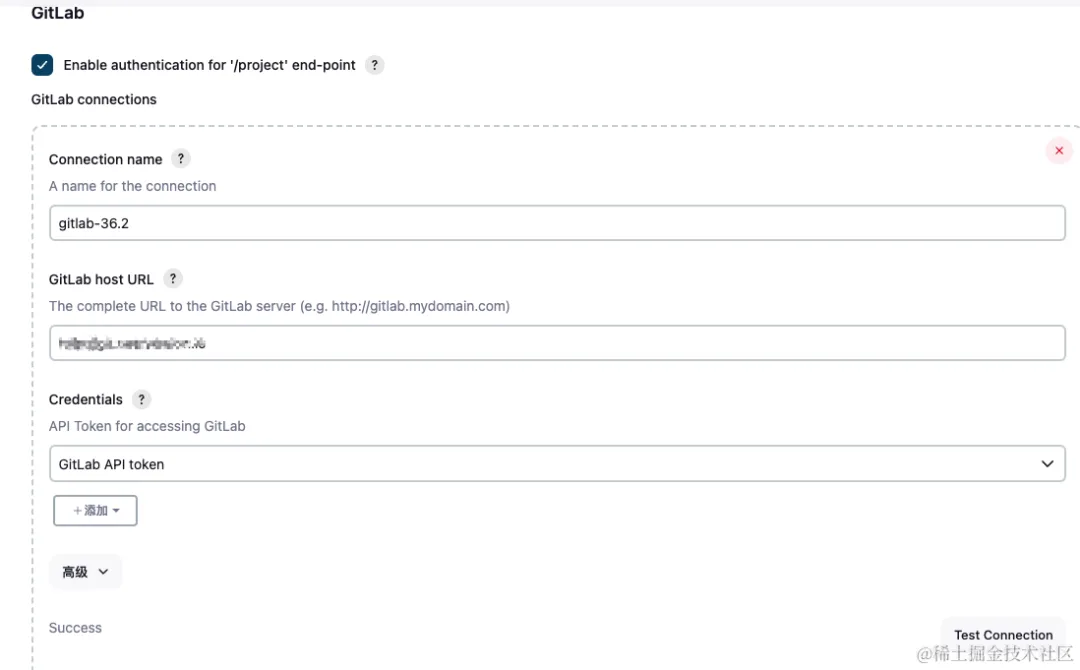 GitLab
Enable authentication for '/project' end-point ?
GitLab connections
Connection name ?
A name for the connection
gitlab-36.2
GitLab host URL ?
The complete URL to the GitLab server (e.g. http://gitlab.mydomain.com)
Credentials ?
API Token for accessing GitLab
GitLab API token
+ 添加
高级
Success
Test Connection
@稀土掘金技术社区